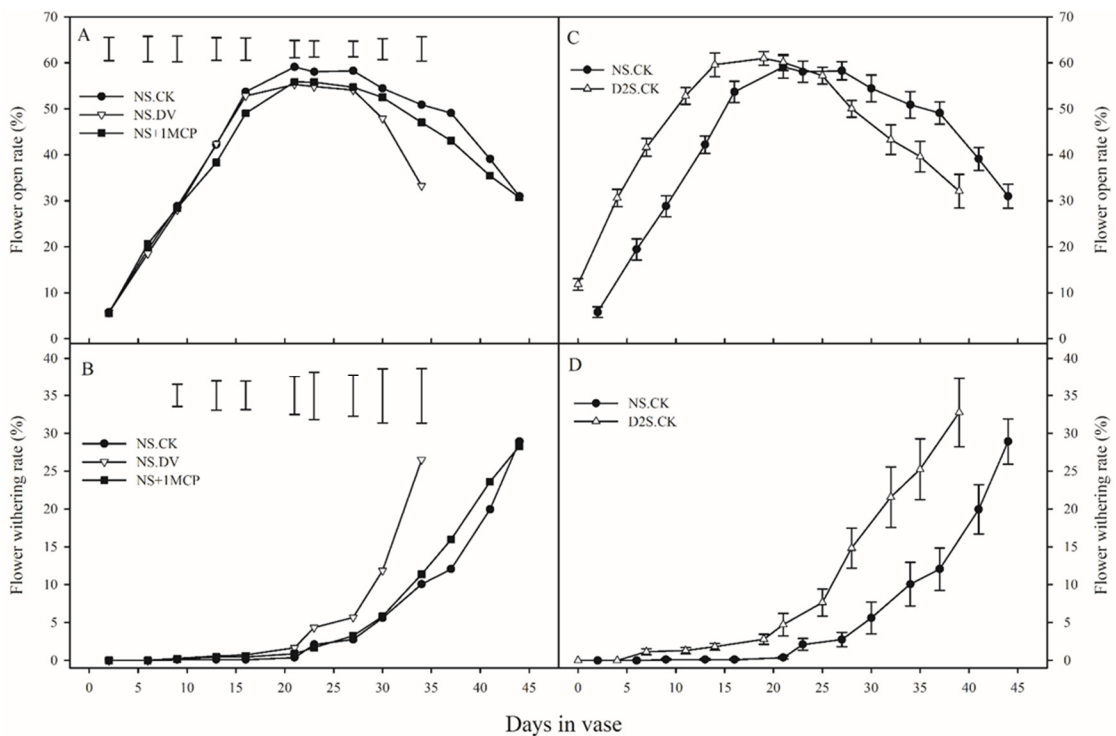 70
60
50
40
30
20
10
0
Flower open rate (%)
A
NS.CK
NS.DV
NS+1MCP
C
NS.CK
D2S.CK
70
60
50
40
30
20
10
0
Flower open rate (%)
40
35
30
25
20
15
10
5
0
Flower withering rate (%)
B
NS.CK
NS.DV
NS+1MCP
D
NS.CK
D2S.CK
40
35
30
25
20
15
10
5
0
Flower withering rate (%)
0 5 10 15 20 25 30 35 40 45
0 5 10 15 20 25 30 35 40 45
Days in vase